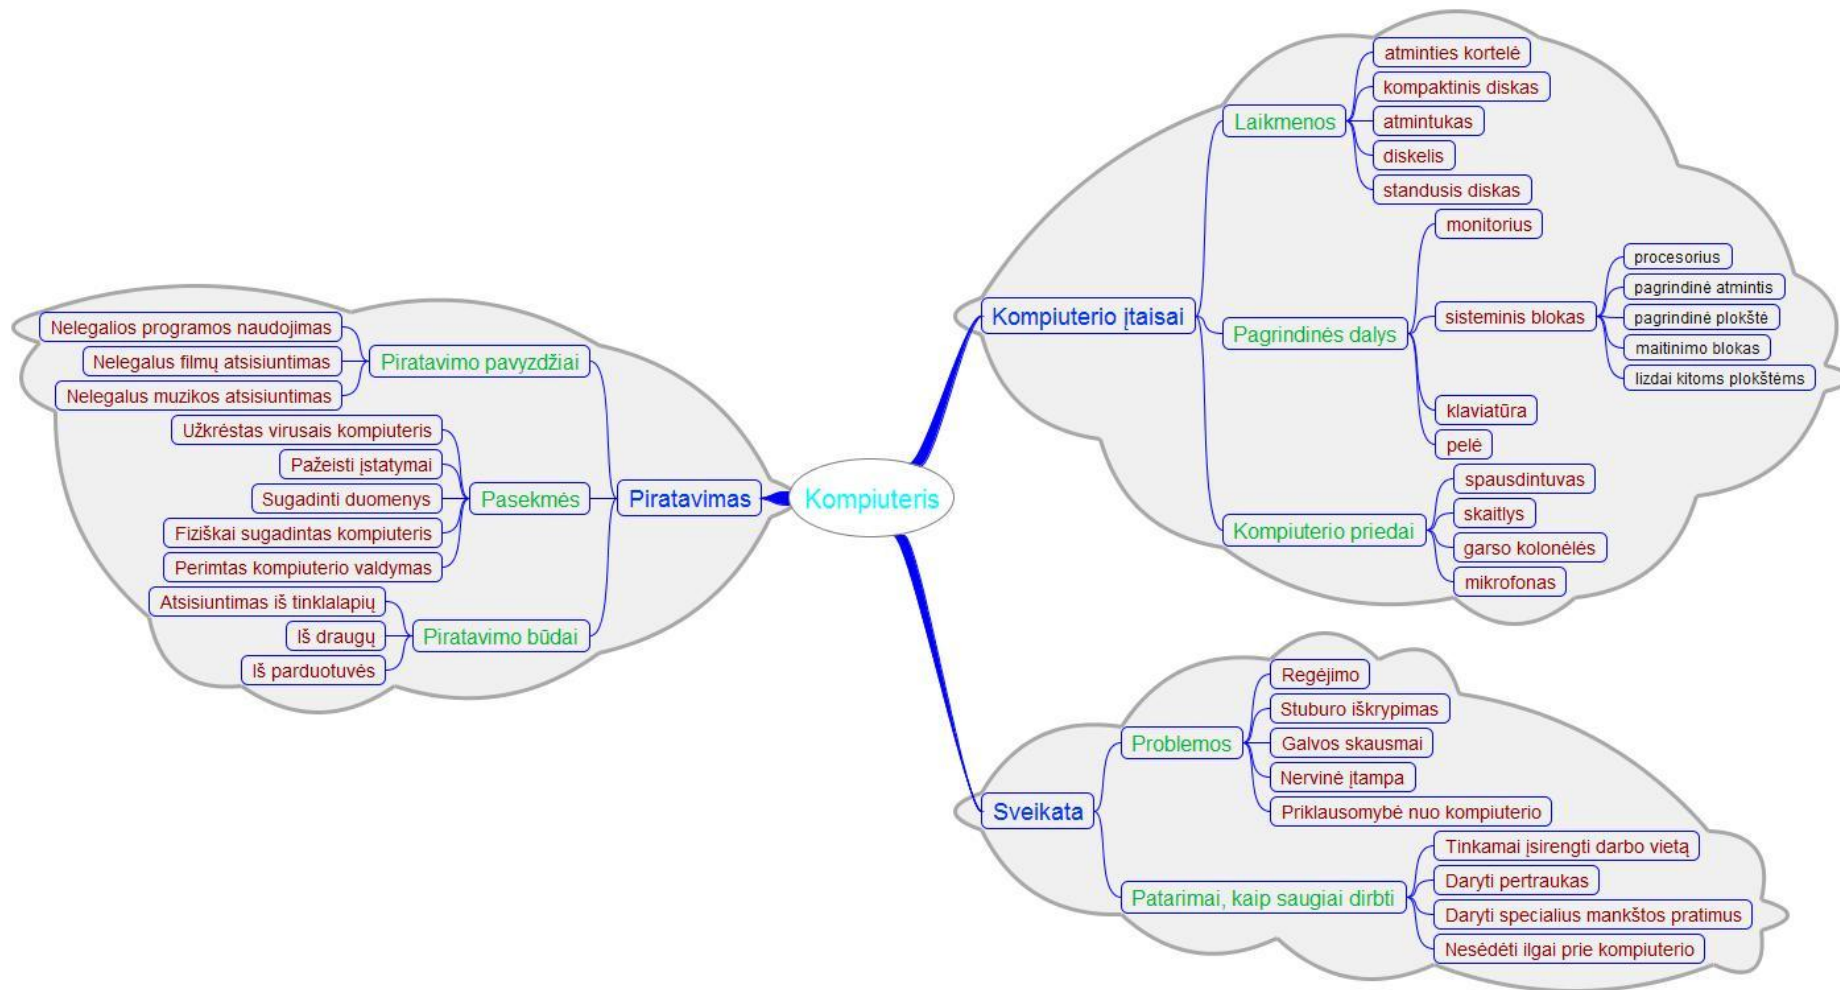 Kompiuteris
Kompiuterio įtaisai
Laikmenos
atminties kortelė
kompaktinis diskas
atmintukas
diskelis
standusis diskas
Pagrindinės dalys
monitorius
sisteminis blokas
procesorius
pagrindinė atmintis
pagrindinė plokštė
maitinimo blokas
lizdai kitoms plokštėms
klaviatūra
pelė
Kompiuterio priedai
spausdintuvas
skaitlys
garso kolonėlės
mikrofonas
Sveikata
Problemos
Regėjimo
Stuburo iškrypimas
Galvos skausmai
Nervinė įtampa
Priklausomybė nuo kompiuterio
Patarimai, kaip saugiai dirbti
Tinkamai įsirengti darbo vietą
Daryti pertraukas
Daryti specialius mankštos pratimus
Nesėdėti ilgai prie kompiuterio
Piratavimas
Piratavimo pavyzdžiai
Nelegalios programos naudojimas
Nelegalus filmų atsisiuntimas
Nelegalus muzikos atsisiuntimas
Pasekmės
Užkrėstas virusais kompiuteris
Pažeisti įstatymai
Sugadinti duomenys
Fiziškai sugadintas kompiuteris
Perimtas kompiuterio valdymas
Piratavimo būdai
Atsisiuntimas iš tinklalapių
Iš draugų
Iš parduotuvės